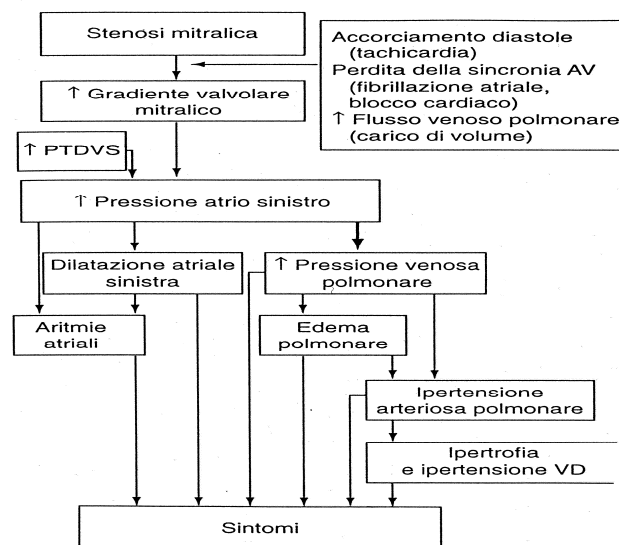 Stenosi mitralica
Accorciamento diastole
(tachicardia)
Perdita della sincronia AV
(fibrillazione atriale,
blocco cardiaco)
↑ Flusso venoso polmonare
(carico di volume)
↑ Gradiente valvolare
mitralico
↑ PTDVS
↑ Pressione atrio sinistro
Dilatazione atriale
sinistra
↑ Pressione venosa
polmonare
Aritmie
atriali
Edema
polmonare
Ipertensione
arteriosa polmonare
Ipertrofia
e ipertensione VD
Sintomi